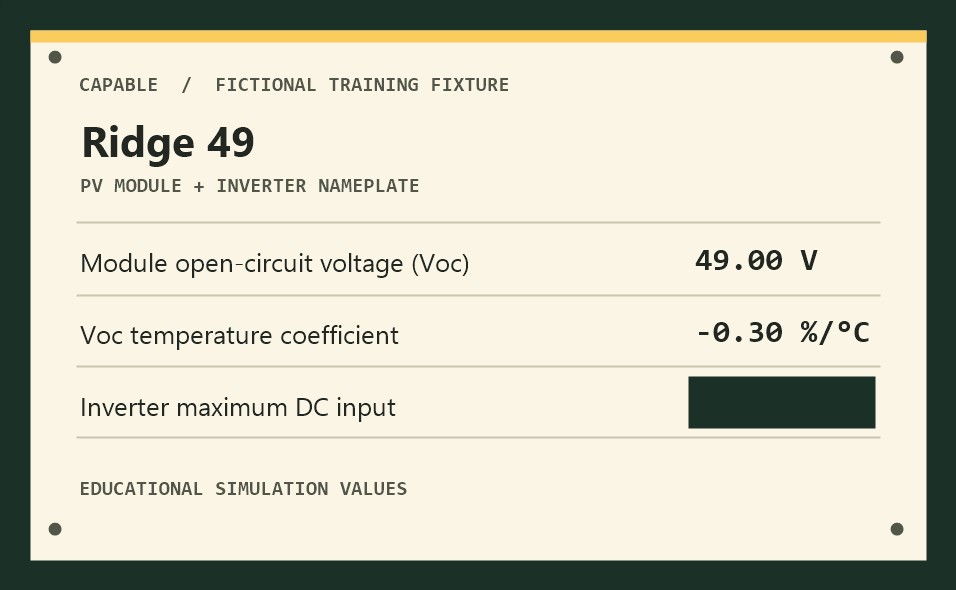 CAPABLE / FICTIONAL TRAINING FIXTURE
Ridge 49
PV MODULE + INVERTER NAMEPLATE
Module open-circuit voltage (Voc) 49.00 V
Voc temperature coefficient -0.30 %/°C
Inverter maximum DC input
EDUCATIONAL SIMULATION VALUES